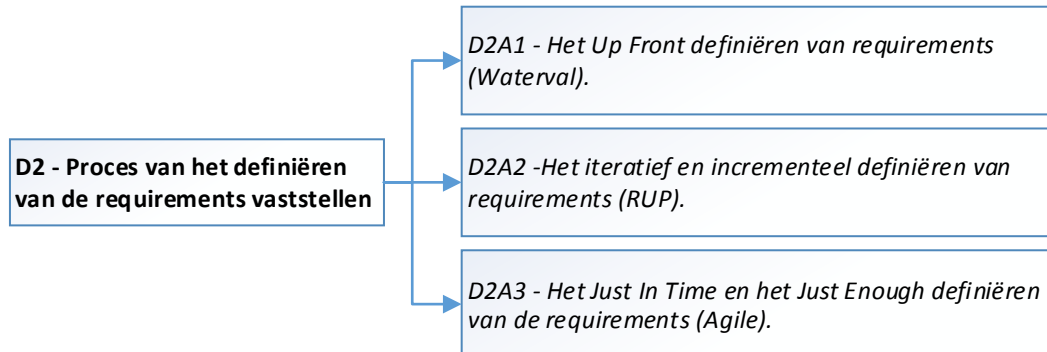 D2A1 - Het Up Front definiëren van requirements
(Waterval).
D2 - Proces van het definiëren
van de requirements vaststellen
D2A2 -Het iteratief en incrementeel definiëren van
requirements (RUP).
D2A3 - Het Just In Time en het Just Enough definiëren
van de requirements (Agile).